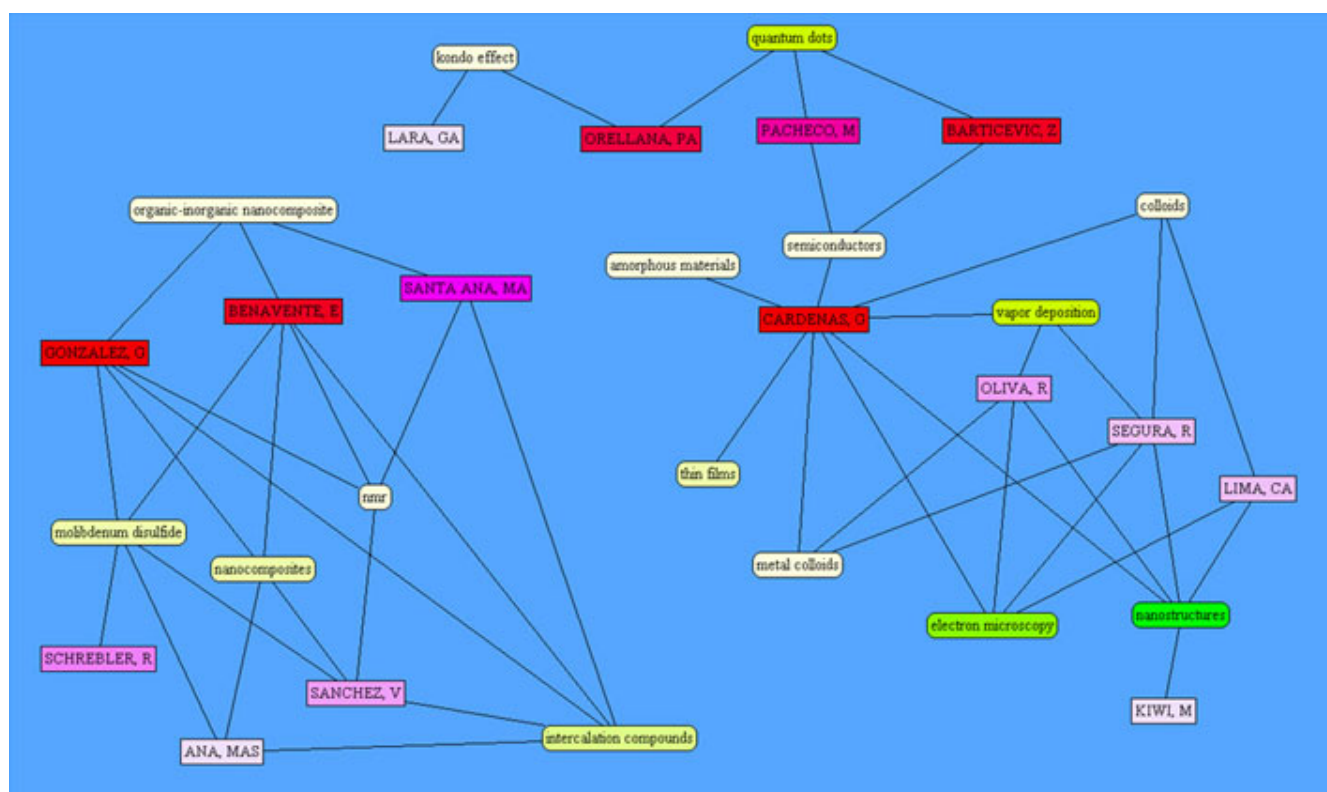 quantum dots
kondo effect
LARA, GA
ORELLANA, PA
PACHECO, M
BARTICEVIC, Z
organic-inorganic nanocomposite
colloids
semiconductors
amorphous materials
SANTA ANA, MA
BENAVENTE, E
CARDENAS, G
vapor deposition
GONZALEZ, G
OLIVA, R
SEGURA, R
thin films
LIMA, CA
nmr
molibdenum disulfide
nanocomposites
metal colloids
electron microscopy
nanostructures
SCHREBLER, R
SANCHEZ, V
KIWI, M
ANA, MAS
intercalation compounds